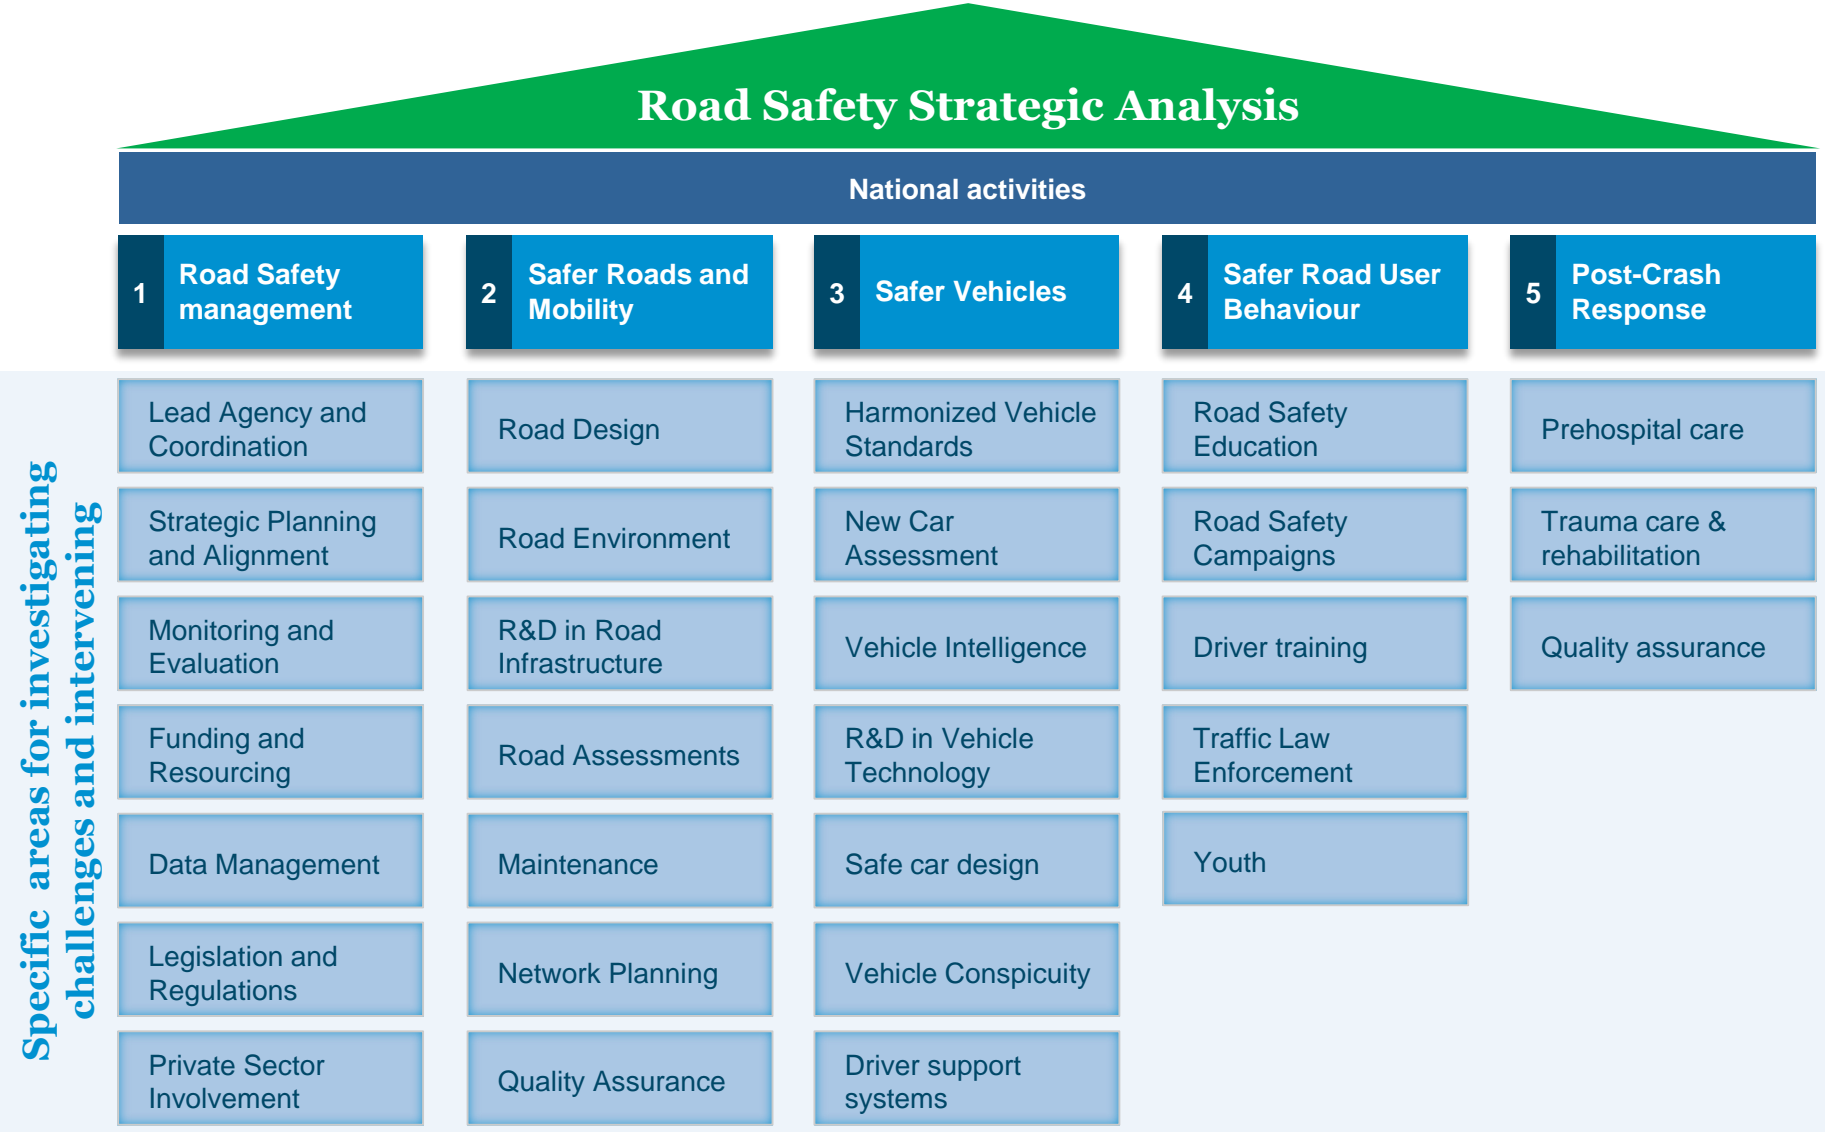 Road Safety Strategic Analysis
National activities
1
Road Safety
management
2
Safer Roads and
Mobility
3
Safer Vehicles
4
Safer Road User
Behaviour
5
Post-Crash
Response
Specific areas for investigating
challenges and intervening
Lead Agency and
Coordination
Strategic Planning
and Alignment
Monitoring and
Evaluation
Funding and
Resourcing
Data Management
Legislation and
Regulations
Private Sector
Involvement
Road Design
Road Environment
R&D in Road
Infrastructure
Road Assessments
Maintenance
Network Planning
Quality Assurance
Harmonized Vehicle
Standards
New Car
Assessment
Vehicle Intelligence
R&D in Vehicle
Technology
Safe car design
Vehicle Conspicuity
Driver support
systems
Road Safety
Education
Road Safety
Campaigns
Driver training
Traffic Law
Enforcement
Youth
Prehospital care
Trauma care &
rehabilitation
Quality assurance